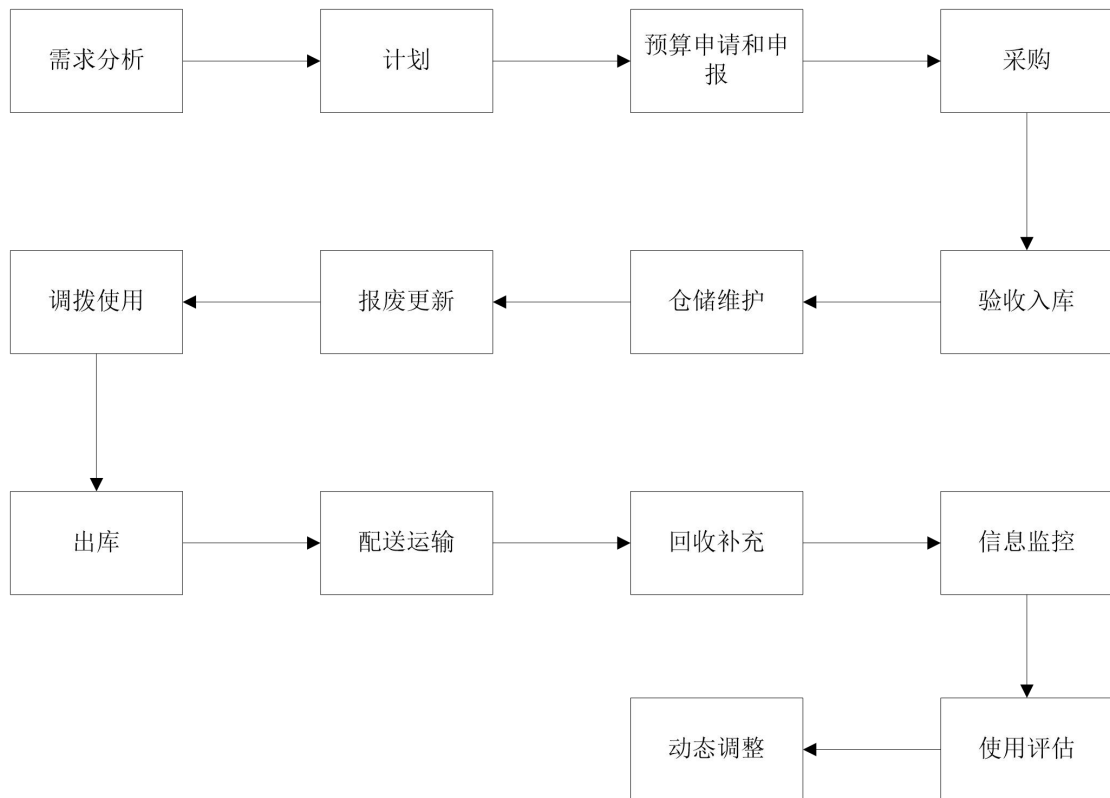 需求分析
计划
预算申请和申
报
采购
调拨使用
报废更新
仓储维护
验收入库
出库
配送运输
回收补充
信息监控
动态调整
使用评估